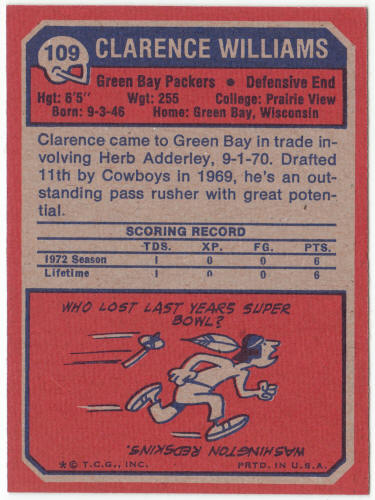 109 CLARENCE WILLIAMS
Green Bay Packers • Defensive End
Hgt: 6'5" Wgt: 255 College: Prairie View
Born: 9-3-46 Home: Green Bay, Wisconsin
Clarence came to Green Bay in trade in-
volving Herb Adderley, 9-1-70. Drafted
11th by Cowboys in 1969, he's an out-
standing pass rusher with great poten-
tial.
SCORING RECORD
TDS. XP. FG. PTS.
1972 Season 1 0 0 6
Lifetime 1 0 0 6
WHO LOST LAST YEARS SUPER
BOWL?
WASHINGTON REDSKINS.
*© T.C.G., INC. PRTD. IN U.S.A.